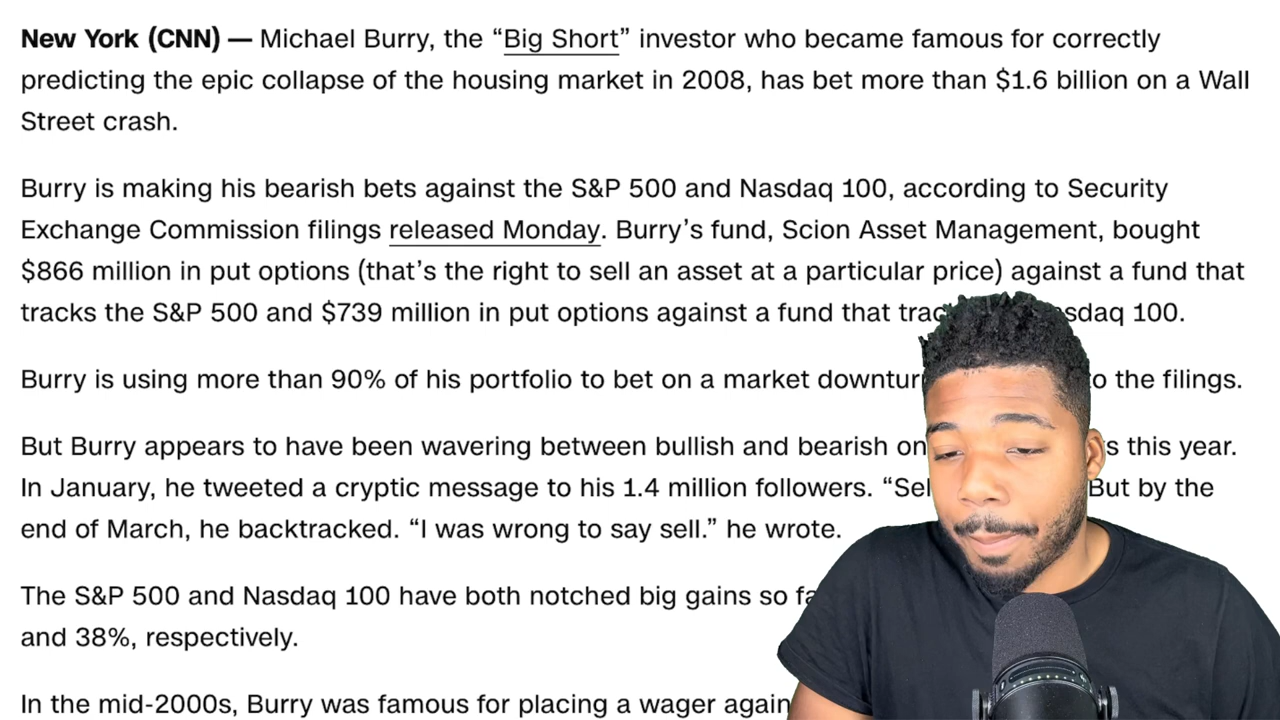 New York (CNN) — Michael Burry, the “Big Short” investor who became famous for correctly
predicting the epic collapse of the housing market in 2008, has bet more than $1.6 billion on a Wall
Street crash.
Burry is making his bearish bets against the S&P 500 and Nasdaq 100, according to Security
Exchange Commission filings released Monday. Burry’s fund, Scion Asset Management, bought
$866 million in put options (that’s the right to sell an asset at a particular price) against a fund that
tracks the S&P 500 and $739 million in put options against a fund that 100.
Burry is using more than 90% of his portfolio to bet on a market the filings.
But Burry appears to have been wavering between bullish and bearish on this year.
In January, he tweeted a cryptic message to his 1.4 million followers. But by the
end of March, he backtracked. “I was wrong to say sell.” he wrote.
The S&P 500 and Nasdaq 100 have both notched big gains so
and 38%, respectively.
In the mid-2000s, Burry was famous for placing a wager